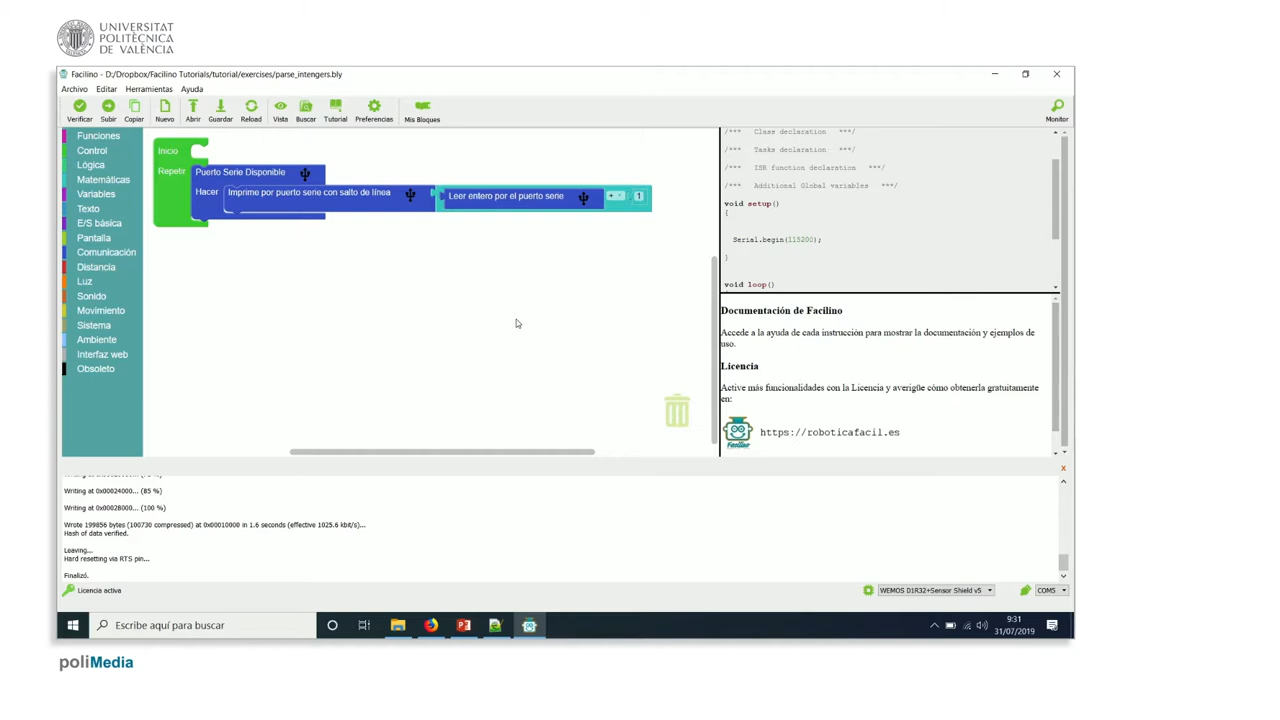 UNIVERSITAT
POLITÈCNICA
DE VALÈNCIA
Facilino - D:/Dropbox/Facilino Tutorials/tutorial/exercises/parse_intengers.bly
Archivo Editar Herramientas Ayuda
Verificar Subir Copiar Nuevo Abrir Guardar Reload Vista Buscar Tutorial Preferencias Mis Bloques Monitor
Funciones
Control
Lógica
Matemáticas
Variables
Texto
E/S básica
Pantalla
Comunicación
Distancia
Luz
Sonido
Movimiento
Sistema
Ambiente
Interfaz web
Obsoleto
Inicio
Repetir Puerto Serie Disponible
Hacer Imprime por puerto serie con salto de línea Leer entero por el puerto serie + 1
/*** Class declaration ***/
/*** Tasks declaration ***/
/*** ISR function declaration ***/
/*** Additional Global variables ***/
void setup()
{
Serial.begin(115200);
}
void loop()
Documentación de Facilino
Accede a la ayuda de cada instrucción para mostrar la documentación y ejemplos de
uso.
Licencia
Active más funcionalidades con la Licencia y averigüe cómo obtenerla gratuitamente
en:
Facilino
https://roboticafacil.es
x
Writing at 0x00024000... (85 %)
Writing at 0x00028000... (100 %)
Wrote 199856 bytes (100730 compressed) at 0x00010000 in 1.6 seconds (effective 1025.6 kbit/s)...
Hash of data verified.
Leaving...
Hard resetting via RTS pin...
Finalizó.
Licencia activa
WEMOS D1R32+Sensor Shield v5
COM5
Escribe aquí para buscar
9:31
31/07/2019
poliMedia